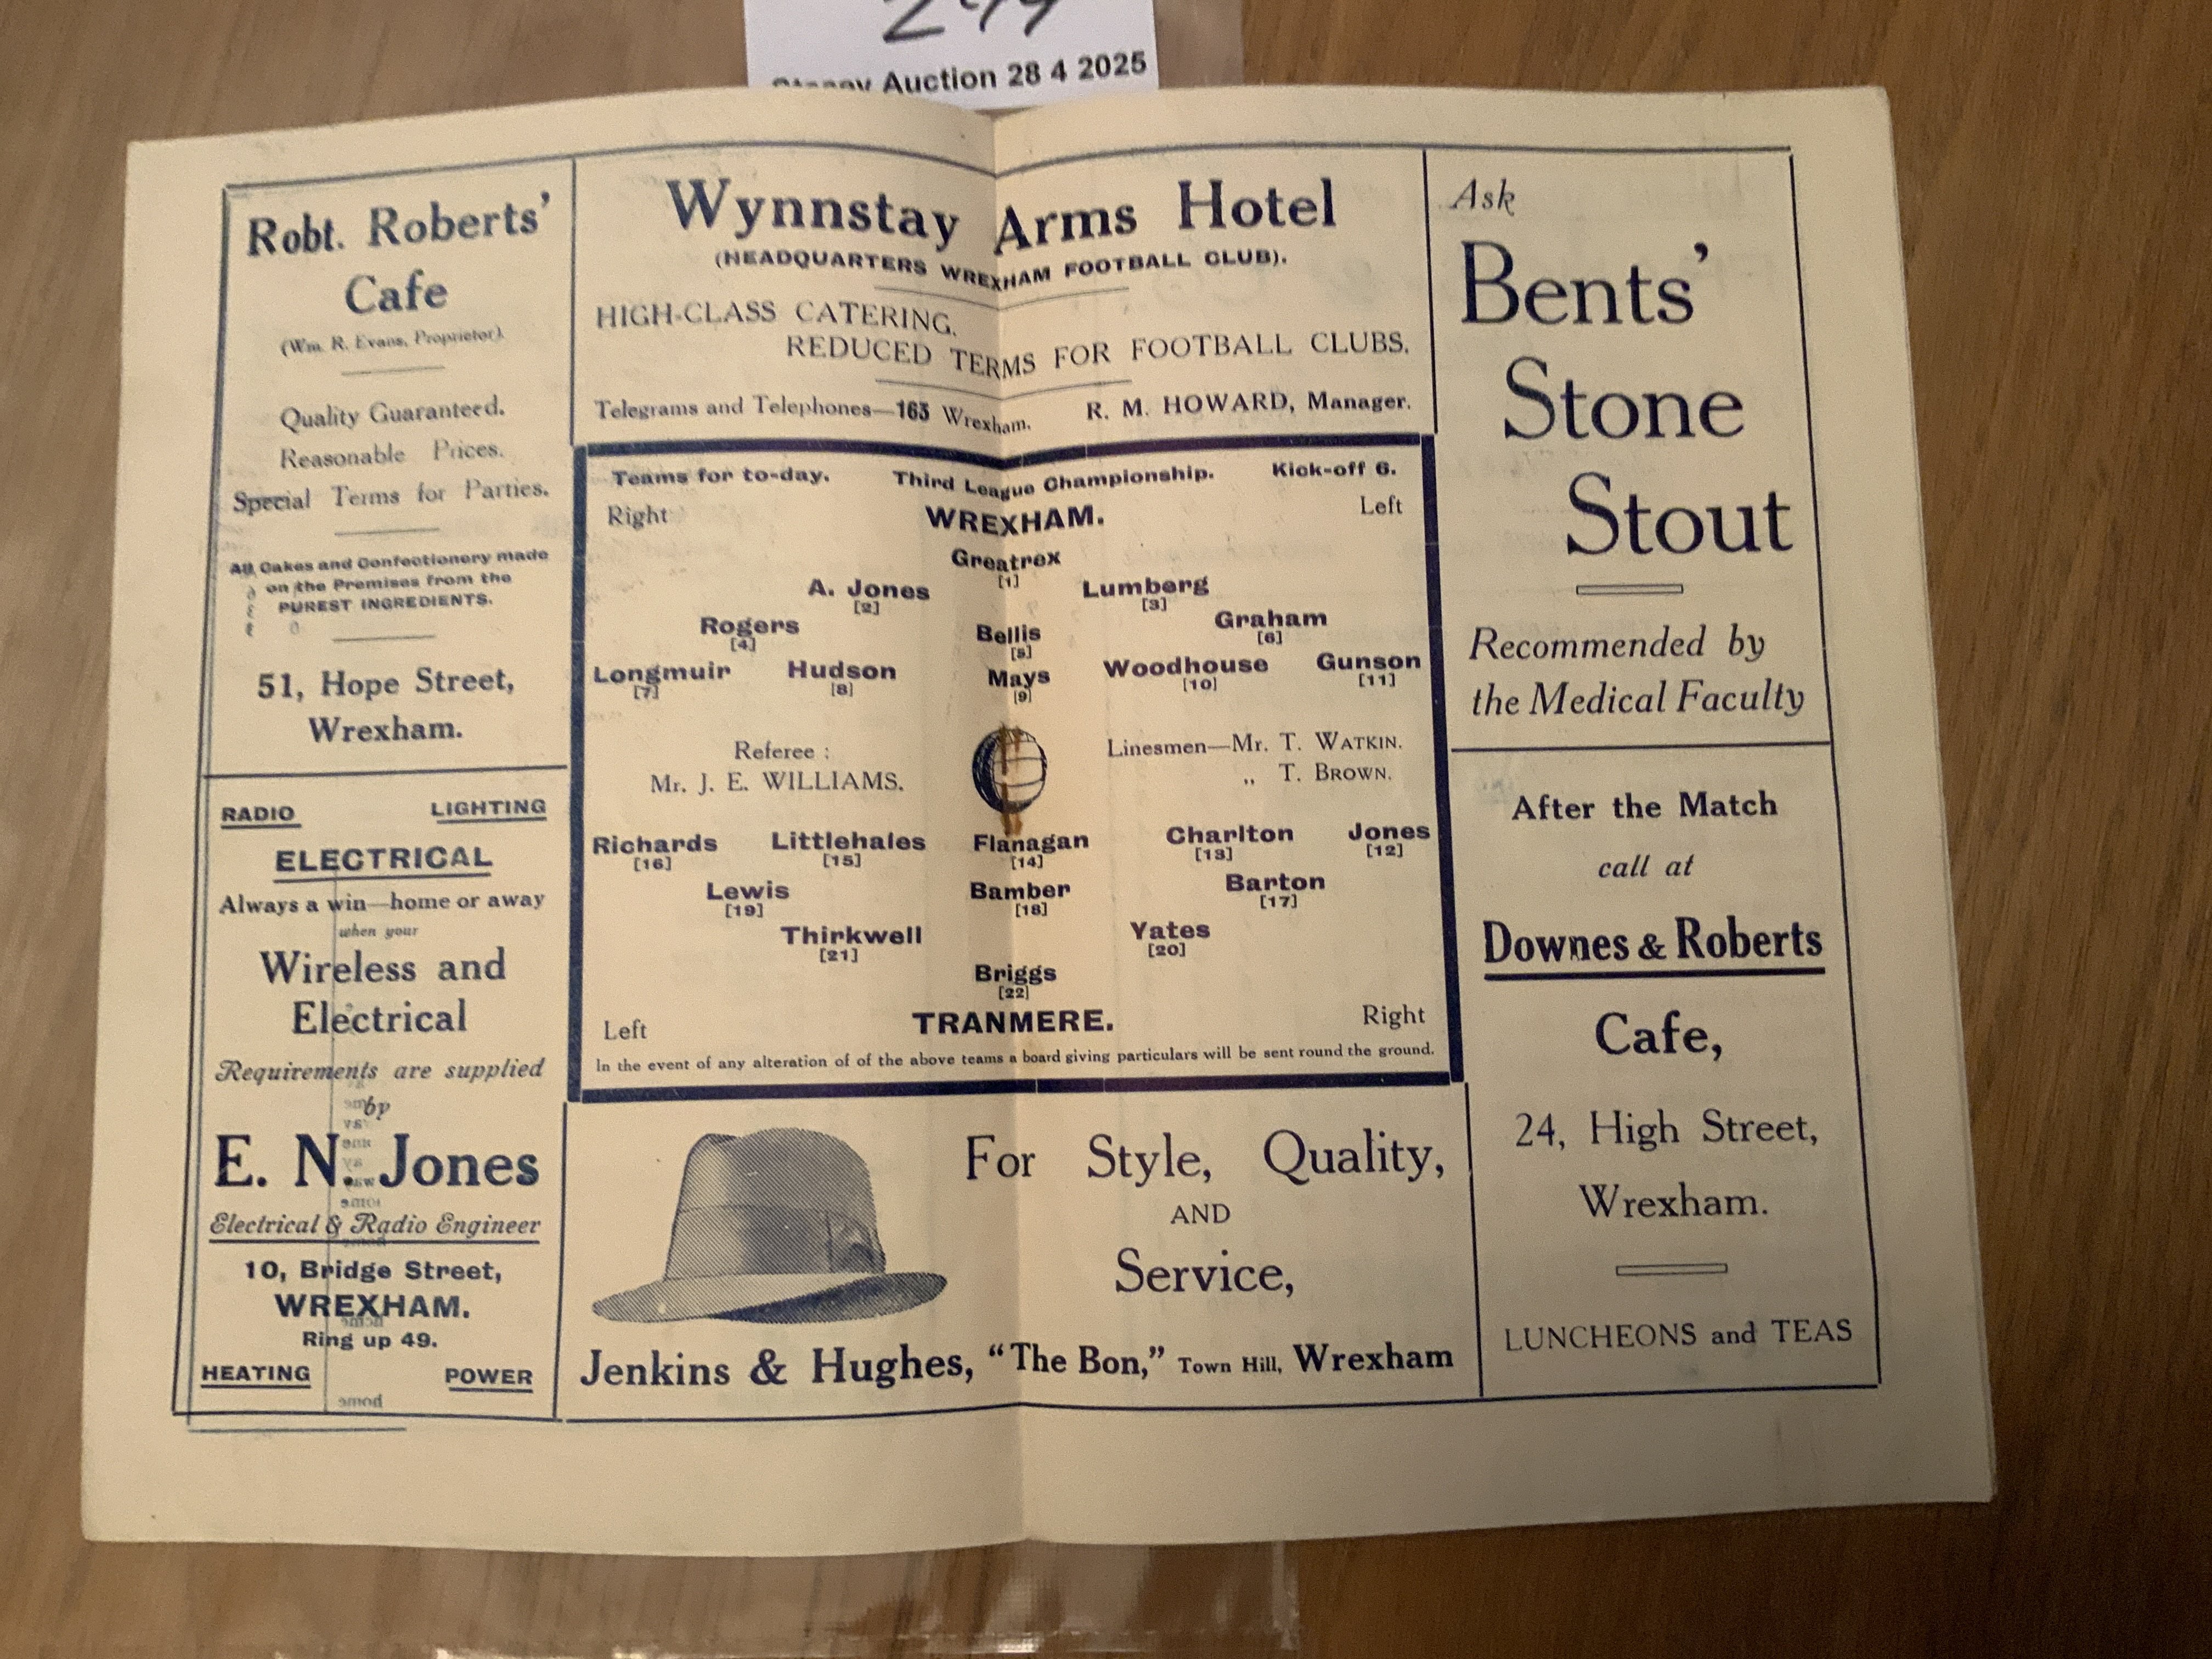 Auction 28 4 2025
Robt. Roberts'
Cafe
(Wm. R. Evans, Proprietor).
Quality Guaranteed.
Reasonable Prices.
Special Terms for Parties.
All Cakes and Confectionery made
on the Premises from the
PUREST INGREDIENTS.
51, Hope Street,
Wrexham.
RADIO LIGHTING
ELECTRICAL
Always a win—home or away
when your
Wireless and
Electrical
Requirements are supplied
by
E. N. Jones
Electrical & Radio Engineer
10, Bridge Street,
WREXHAM.
Ring up 49.
HEATING POWER
Wynnstay Arms Hotel
(HEADQUARTERS WREXHAM FOOTBALL CLUB).
HIGH-CLASS CATERING.
REDUCED TERMS FOR FOOTBALL CLUBS.
Telegrams and Telephones—163 Wrexham. R. M. HOWARD, Manager.
Teams for to-day. Third League Championship. Kick-off 6.
Right WREXHAM. Left
Greatrex
[1]
A. Jones Lumberg
[2] [3]
Rogers Bellis Graham
[4] [5] [6]
Longmuir Hudson Mays Woodhouse Gunson
[7] [8] [9] [10] [11]
Referee : Linesmen—Mr. T. WATKIN.
Mr. J. E. WILLIAMS. ,, T. BROWN.
Richards Littlehales Flanagan Charlton Jones
[16] [15] [14] [13] [12]
Lewis Bamber Barton
[19] [18] [17]
Thirkwell Yates
[21] [20]
Briggs
[22]
Left TRANMERE. Right
In the event of any alteration of of the above teams a board giving particulars will be sent round the ground.
For Style, Quality,
AND
Service,
Jenkins & Hughes, "The Bon," Town Hill, Wrexham
Ask
Bents'
Stone
Stout
Recommended by
the Medical Faculty
After the Match
call at
Downes & Roberts
Cafe,
24, High Street,
Wrexham.
LUNCHEONS and TEAS